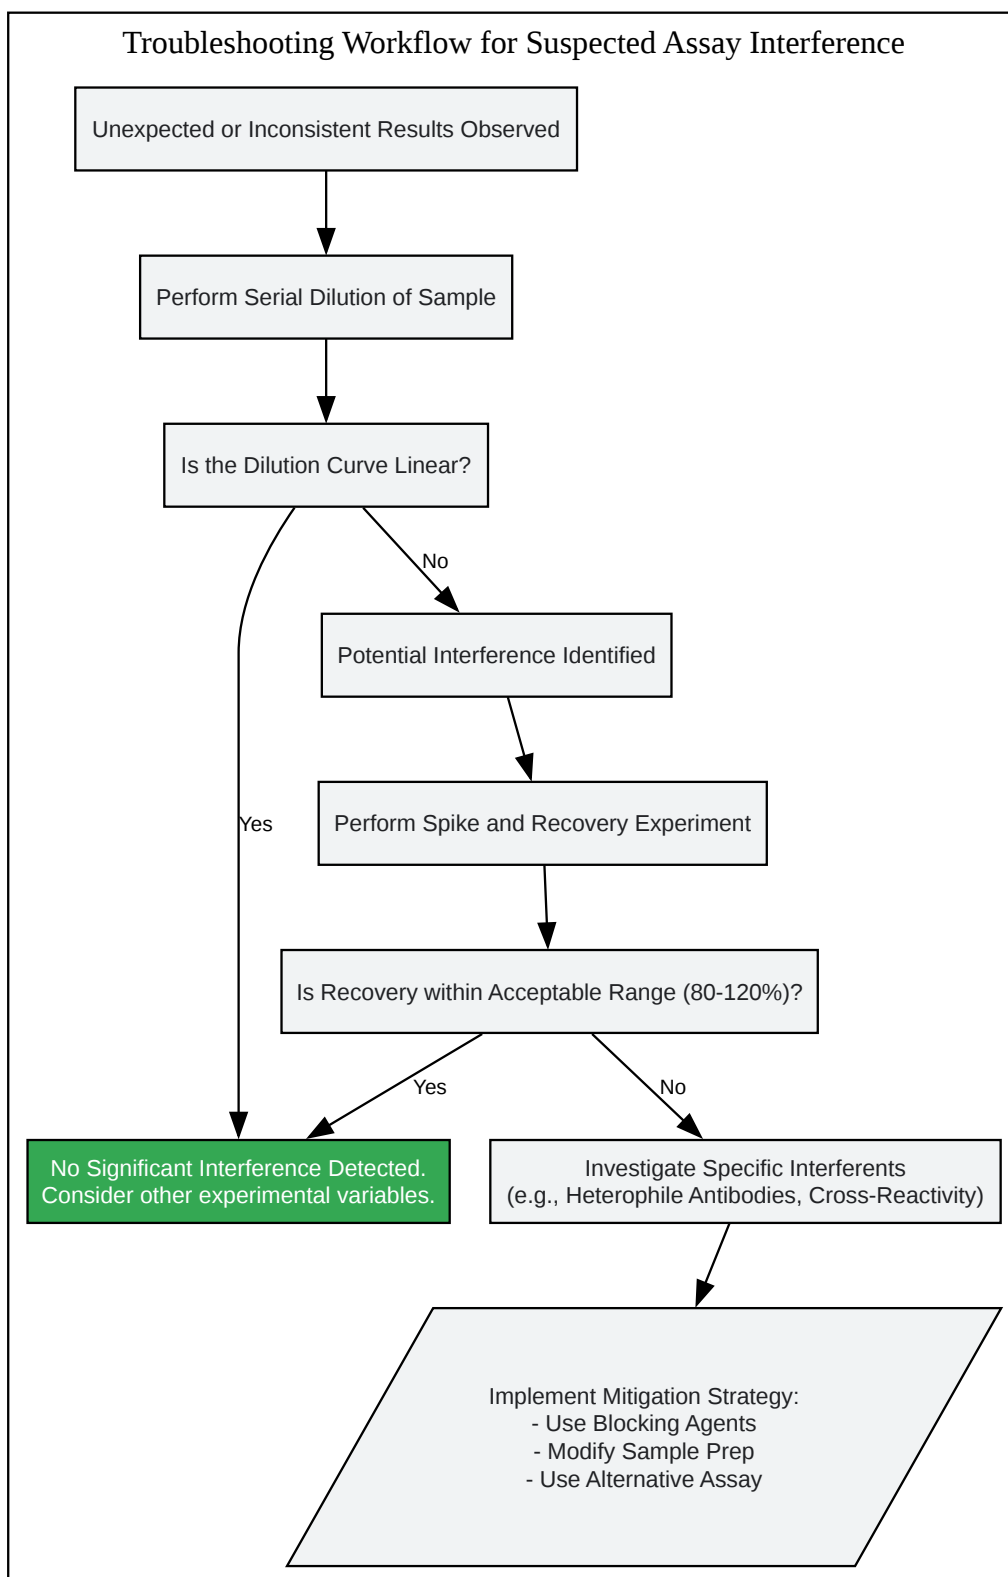 Troubleshooting Workflow for Suspected Assay Interference
Unexpected or Inconsistent Results Observed
Perform Serial Dilution of Sample
Is the Dilution Curve Linear?
No
Potential Interference Identified
Perform Spike and Recovery Experiment
Yes
Is Recovery within Acceptable Range (80-120%)?
Yes
No
No Significant Interference Detected.
Consider other experimental variables.
Investigate Specific Interferents
(e.g., Heterophile Antibodies, Cross-Reactivity)
Implement Mitigation Strategy:
- Use Blocking Agents
- Modify Sample Prep
- Use Alternative Assay